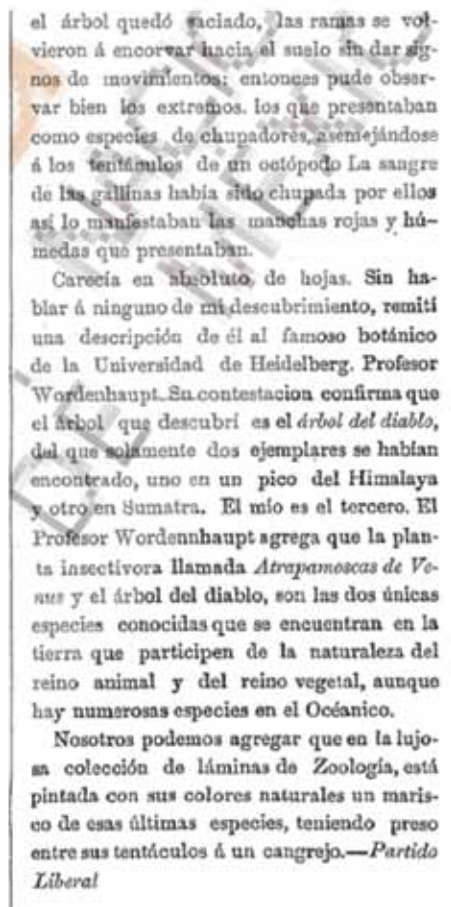 el árbol quedó saciado, las ramas se vol-
vieron á encorvar hacia el suelo sin dar sig-
nos de movimientos; entonces pude obser-
var bien los extremos. los que presentaban
como especies de chupadores, asemejándose
á los tentáculos de un octópodo La sangre
de las gallinas había sido chupada por ellos
así lo manifestaban las manchas rojas y hú-
medas que presentaban.
Carecía en absoluto de hojas. Sin ha-
blar á ninguno de mi descubrimiento, remití
una descripción de él al famoso botánico
de la Universidad de Heidelberg. Profesor
Wordenhaupt. Su contestacion confirma que
el árbol que descubrí es el árbol del diablo,
del que solamente dos ejemplares se habían
encontrado, uno en un pico del Himalaya
y otro en Sumatra. El mío es el tercero. El
Profesor Wordennhaupt agrega que la plan-
ta insectivora llamada Atrapamoscas de Ve-
nus y el árbol del diablo, son las dos únicas
especies conocidas que se encuentran en la
tierra que participen de la naturaleza del
reino animal y del reino vegetal, aunque
hay numerosas especies en el Océanico.
Nosotros podemos agregar que en la lujo-
sa colección de láminas de Zoología, está
pintada con sus colores naturales un maris-
co de esas últimas especies, teniendo preso
entre sus tentáculos á un cangrejo.—Partido
Liberal